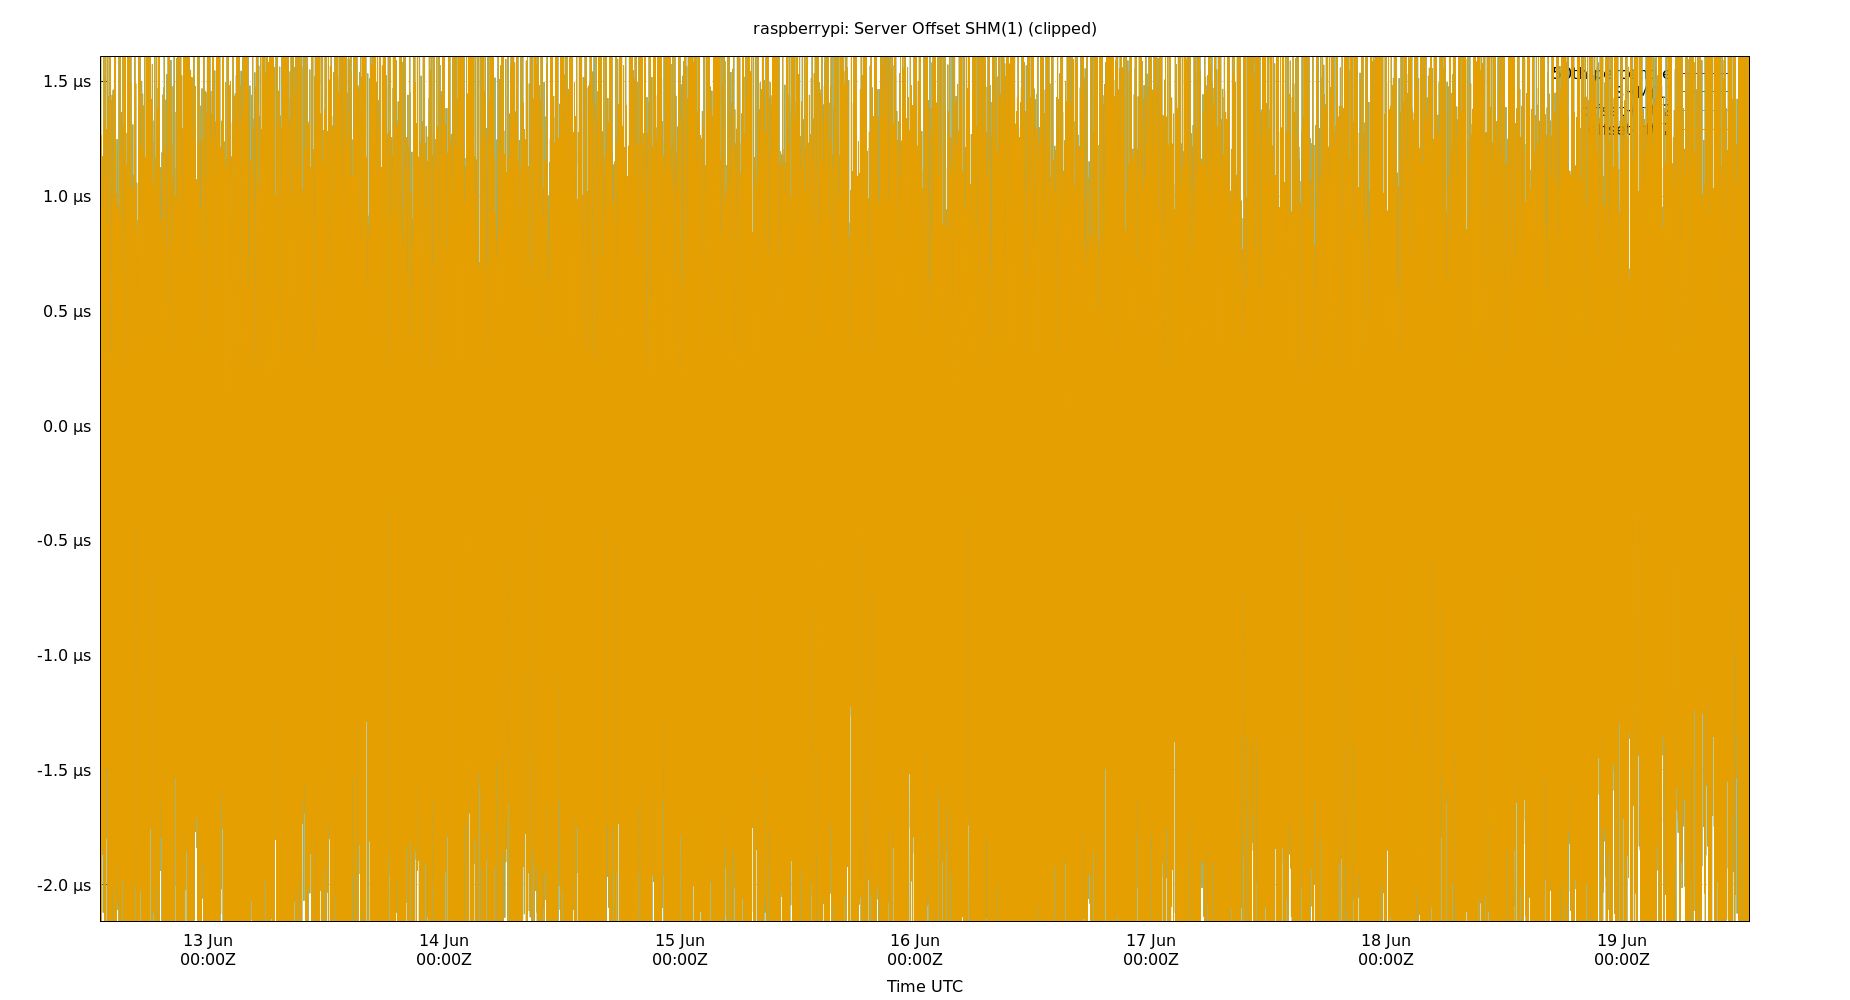 raspberrypi: Server Offset SHM(1) (clipped)
1.5 µs
1.0 µs
0.5 µs
0.0 µs
-0.5 µs
-1.0 µs
-1.5 µs
-2.0 µs
13 Jun 14 Jun 15 Jun 16 Jun 17 Jun 18 Jun 19 Jun
00:00Z 00:00Z 00:00Z 00:00Z 00:00Z 00:00Z 00:00Z
Time UTC